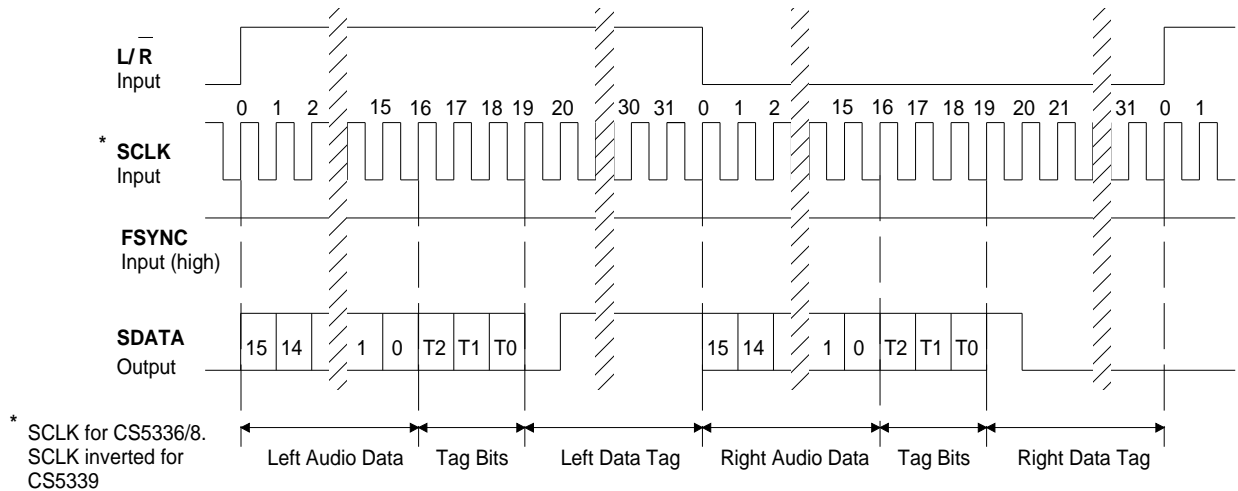 L/R̅
Input
0 1 2 15 16 17 18 19 20 30 31 0 1 2 15 16 17 18 19 20 21 31 0 1
* SCLK
Input
FSYNC
Input (high)
SDATA
Output
15 14 1 0 T2 T1 T0 15 14 1 0 T2 T1 T0
Left Audio Data Tag Bits Left Data Tag Right Audio Data Tag Bits Right Data Tag
* SCLK for CS5336/8.
SCLK inverted for
CS5339